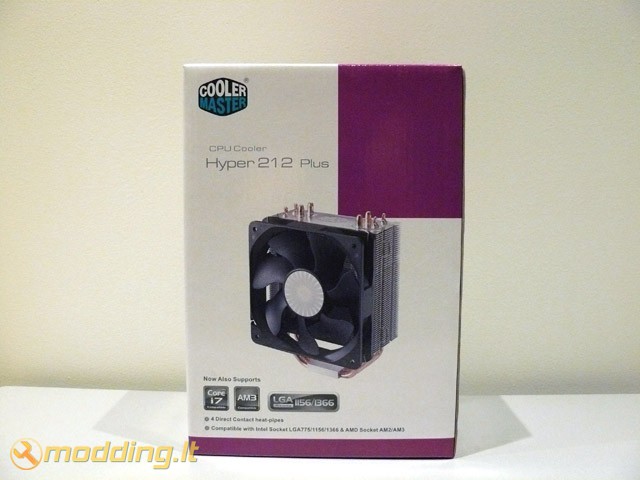 COOLER
MASTER
®
CPU Cooler
Hyper 212 Plus
Now Also Supports
Core
i7
AM3
LGA 1156/1366
4 Direct Contact heat-pipes
Compatible with Intel Socket LGA775/1156/1366 & AMD Socket AM2/AM3
modding.lt